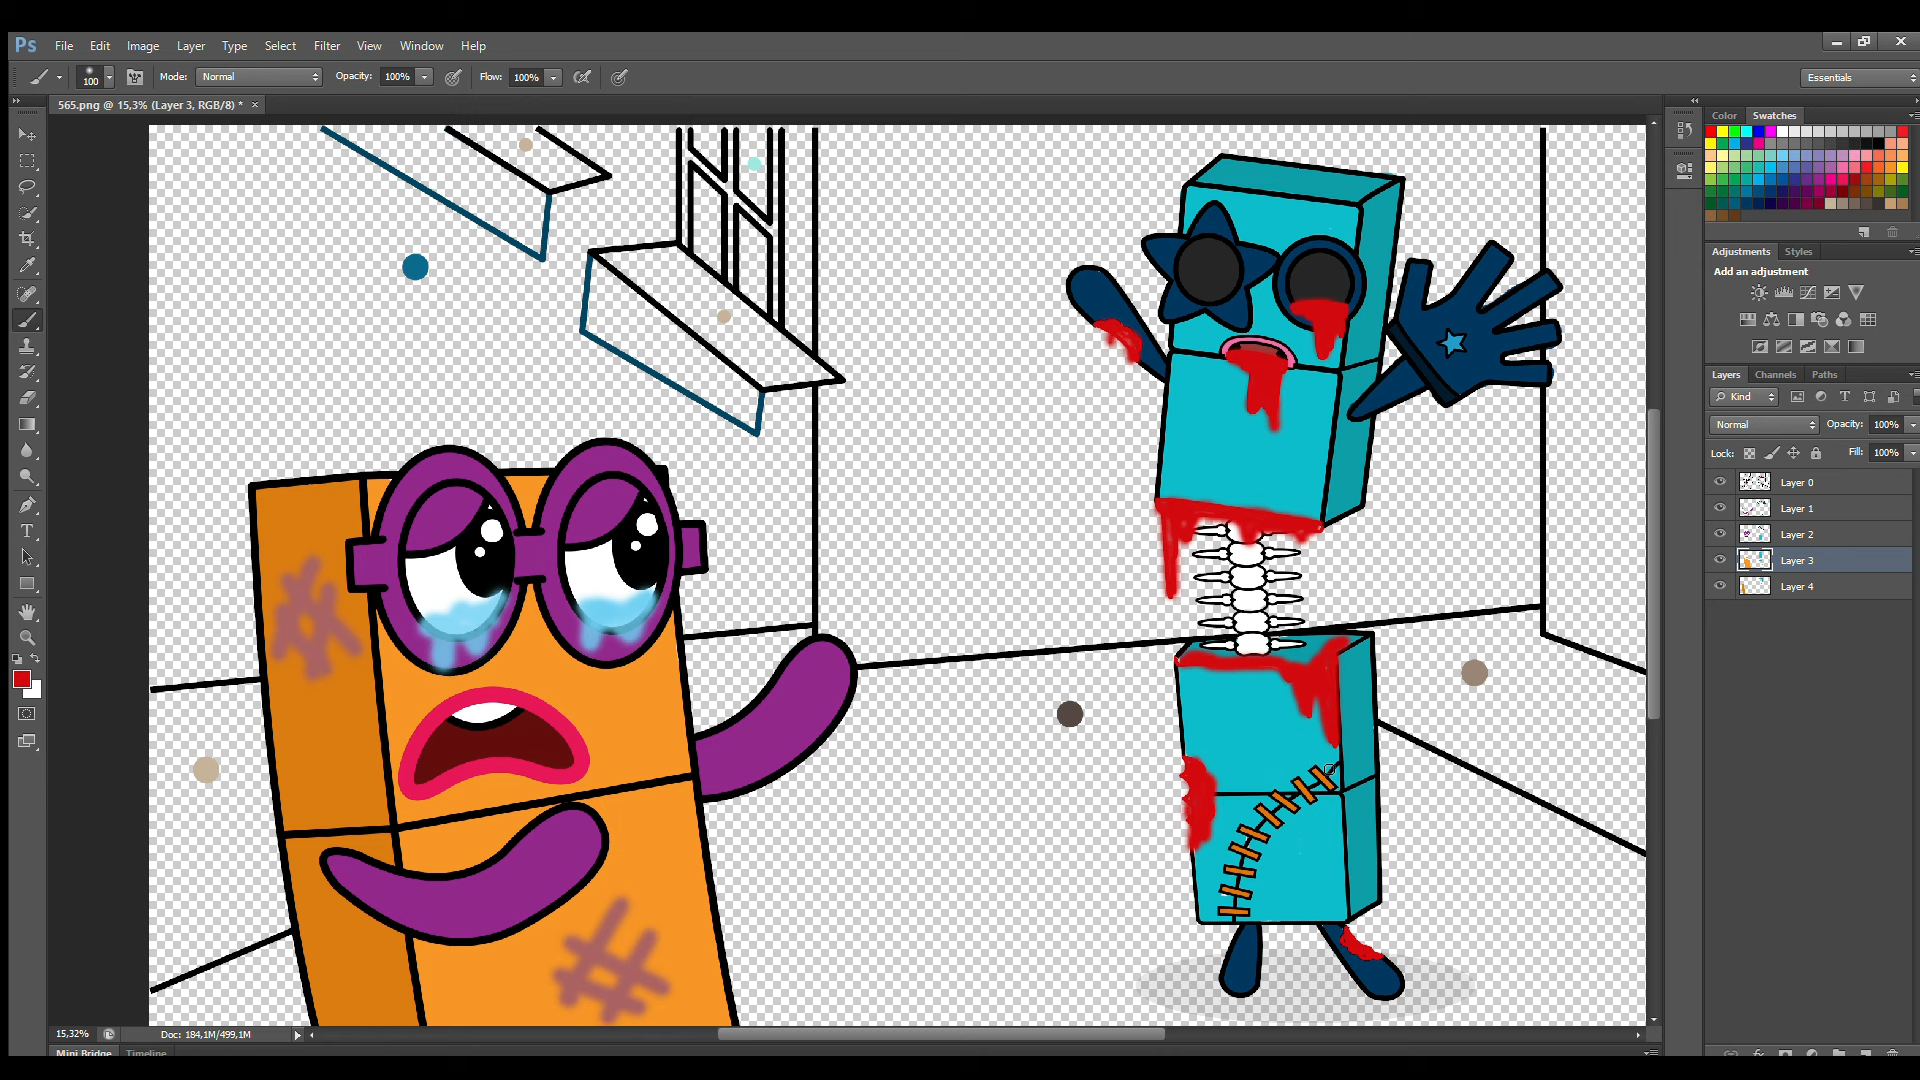 Ps File Edit Image Layer Type Select Filter View Window Help
100 Mode: Normal Opacity: 100% Flow: 100% Essentials
565.png @ 15,3% (Layer 3, RGB/8) * ×
Color Swatches
Adjustments Styles
Add an adjustment
Layers Channels Paths
Kind
Normal Opacity: 100%
Lock: Fill: 100%
Layer 0
Layer 1
Layer 2
Layer 3
Layer 4
15,32% Doc: 184,1M/499,1M
Mini Bridge Timeline